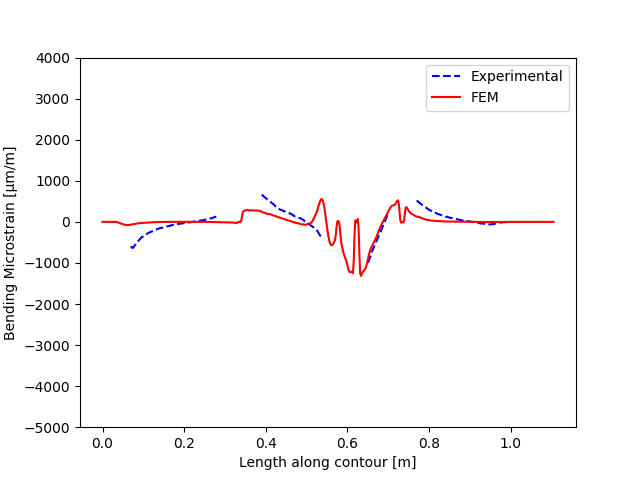 4000
3000
2000
1000
0
−1000
−2000
−3000
−4000
−5000
Bending Microstrain [µm/m]
Experimental
FEM
0.0 0.2 0.4 0.6 0.8 1.0
Length along contour [m]